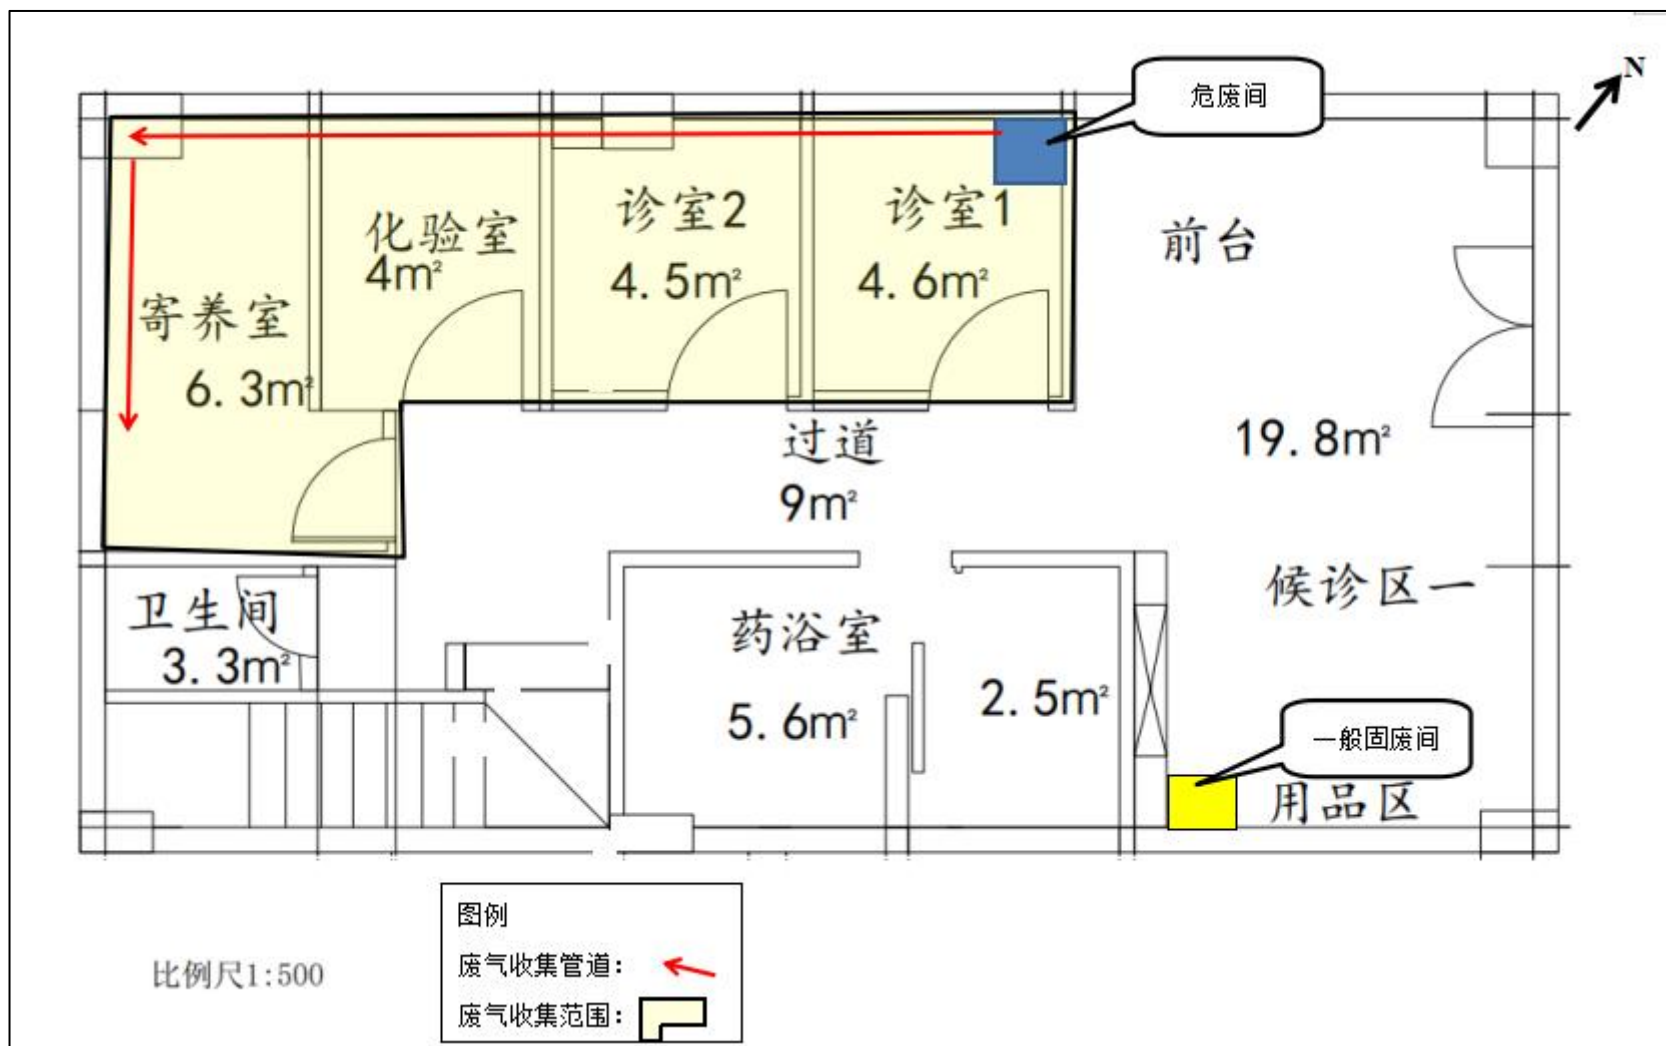 N
危废间
诊室2
诊室1
化验室
前台
4m²
4.5m²
4.6m²
寄养室
6.3m²
过道
19.8m²
9m²
候诊区一
卫生间
药浴室
3.3m²
2.5m²
5.6m²
一般固废间
用品区
图例
废气收集管道：
比例尺1:500
废气收集范围：